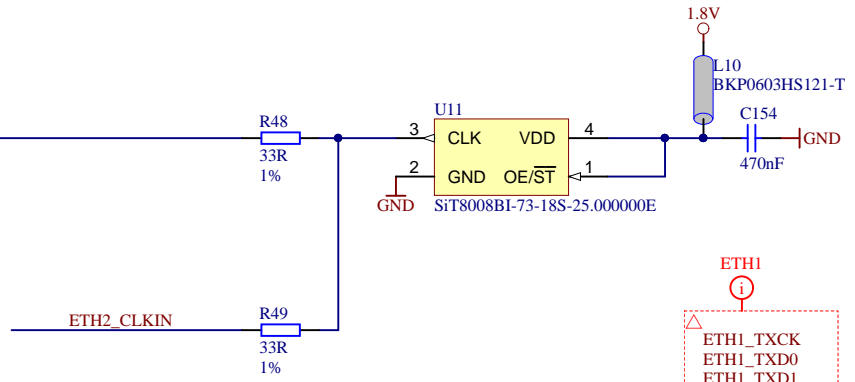 1.8V
L10
BKP0603HS121-T
U11
C154
R48
3
CLK
VDD
4
GND
33R
1%
2
GND
OE/ST
1
470nF
GND
SiT8008BI-73-18S-25.000000E
ETH1
i
R49
ETH2_CLKIN
33R
1%
ETH1_TXCK
ETH1_TXD0
ETH1_TXD1